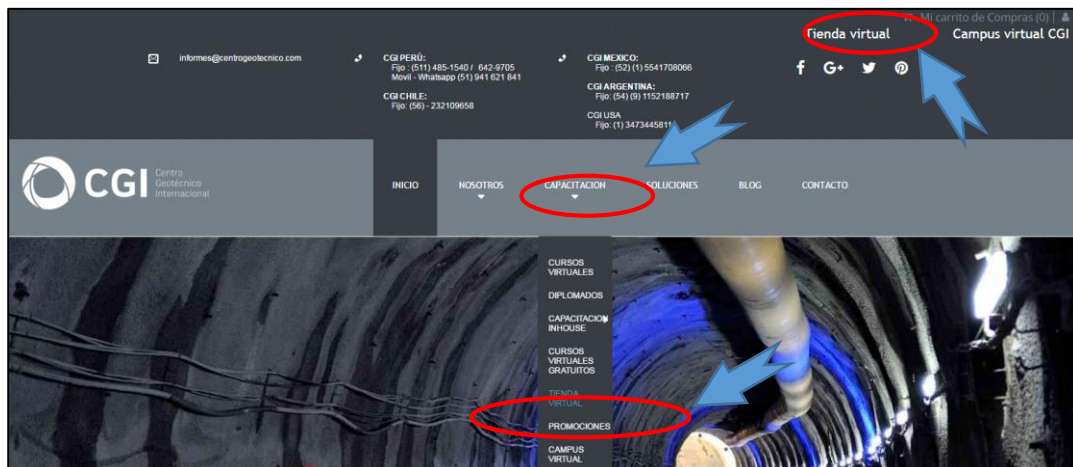 Mi carrito de Compras (0) |
Tienda virtual
Campus virtual CGI
informes@centrogeotecnico.com
CGI PERÙ:
Fijo : (511) 485-1540 / 642-9705
Movil - Whatsapp (51) 941 621 841
CGI CHILE:
Fijo: (56) - 232109658
CGI MEXICO:
Fijo : (52) (1) 5541708066
CGI ARGENTINA:
Fijo: (54) (9) 1152188717
CGI USA
Fijo: (1) 3473445811
f G+
CGI
Centro
Geotécnico
Internacional
INICIO
NOSOTROS
CAPACITACION
SOLUCIONES
BLOG
CONTACTO
CURSOS
VIRTUALES
DIPLOMADOS
CAPACITACION
INHOUSE
CURSOS
VIRTUALES
GRATUITOS
TIENDA
VIRTUAL
PROMOCIONES
CAMPUS
VIRTUAL